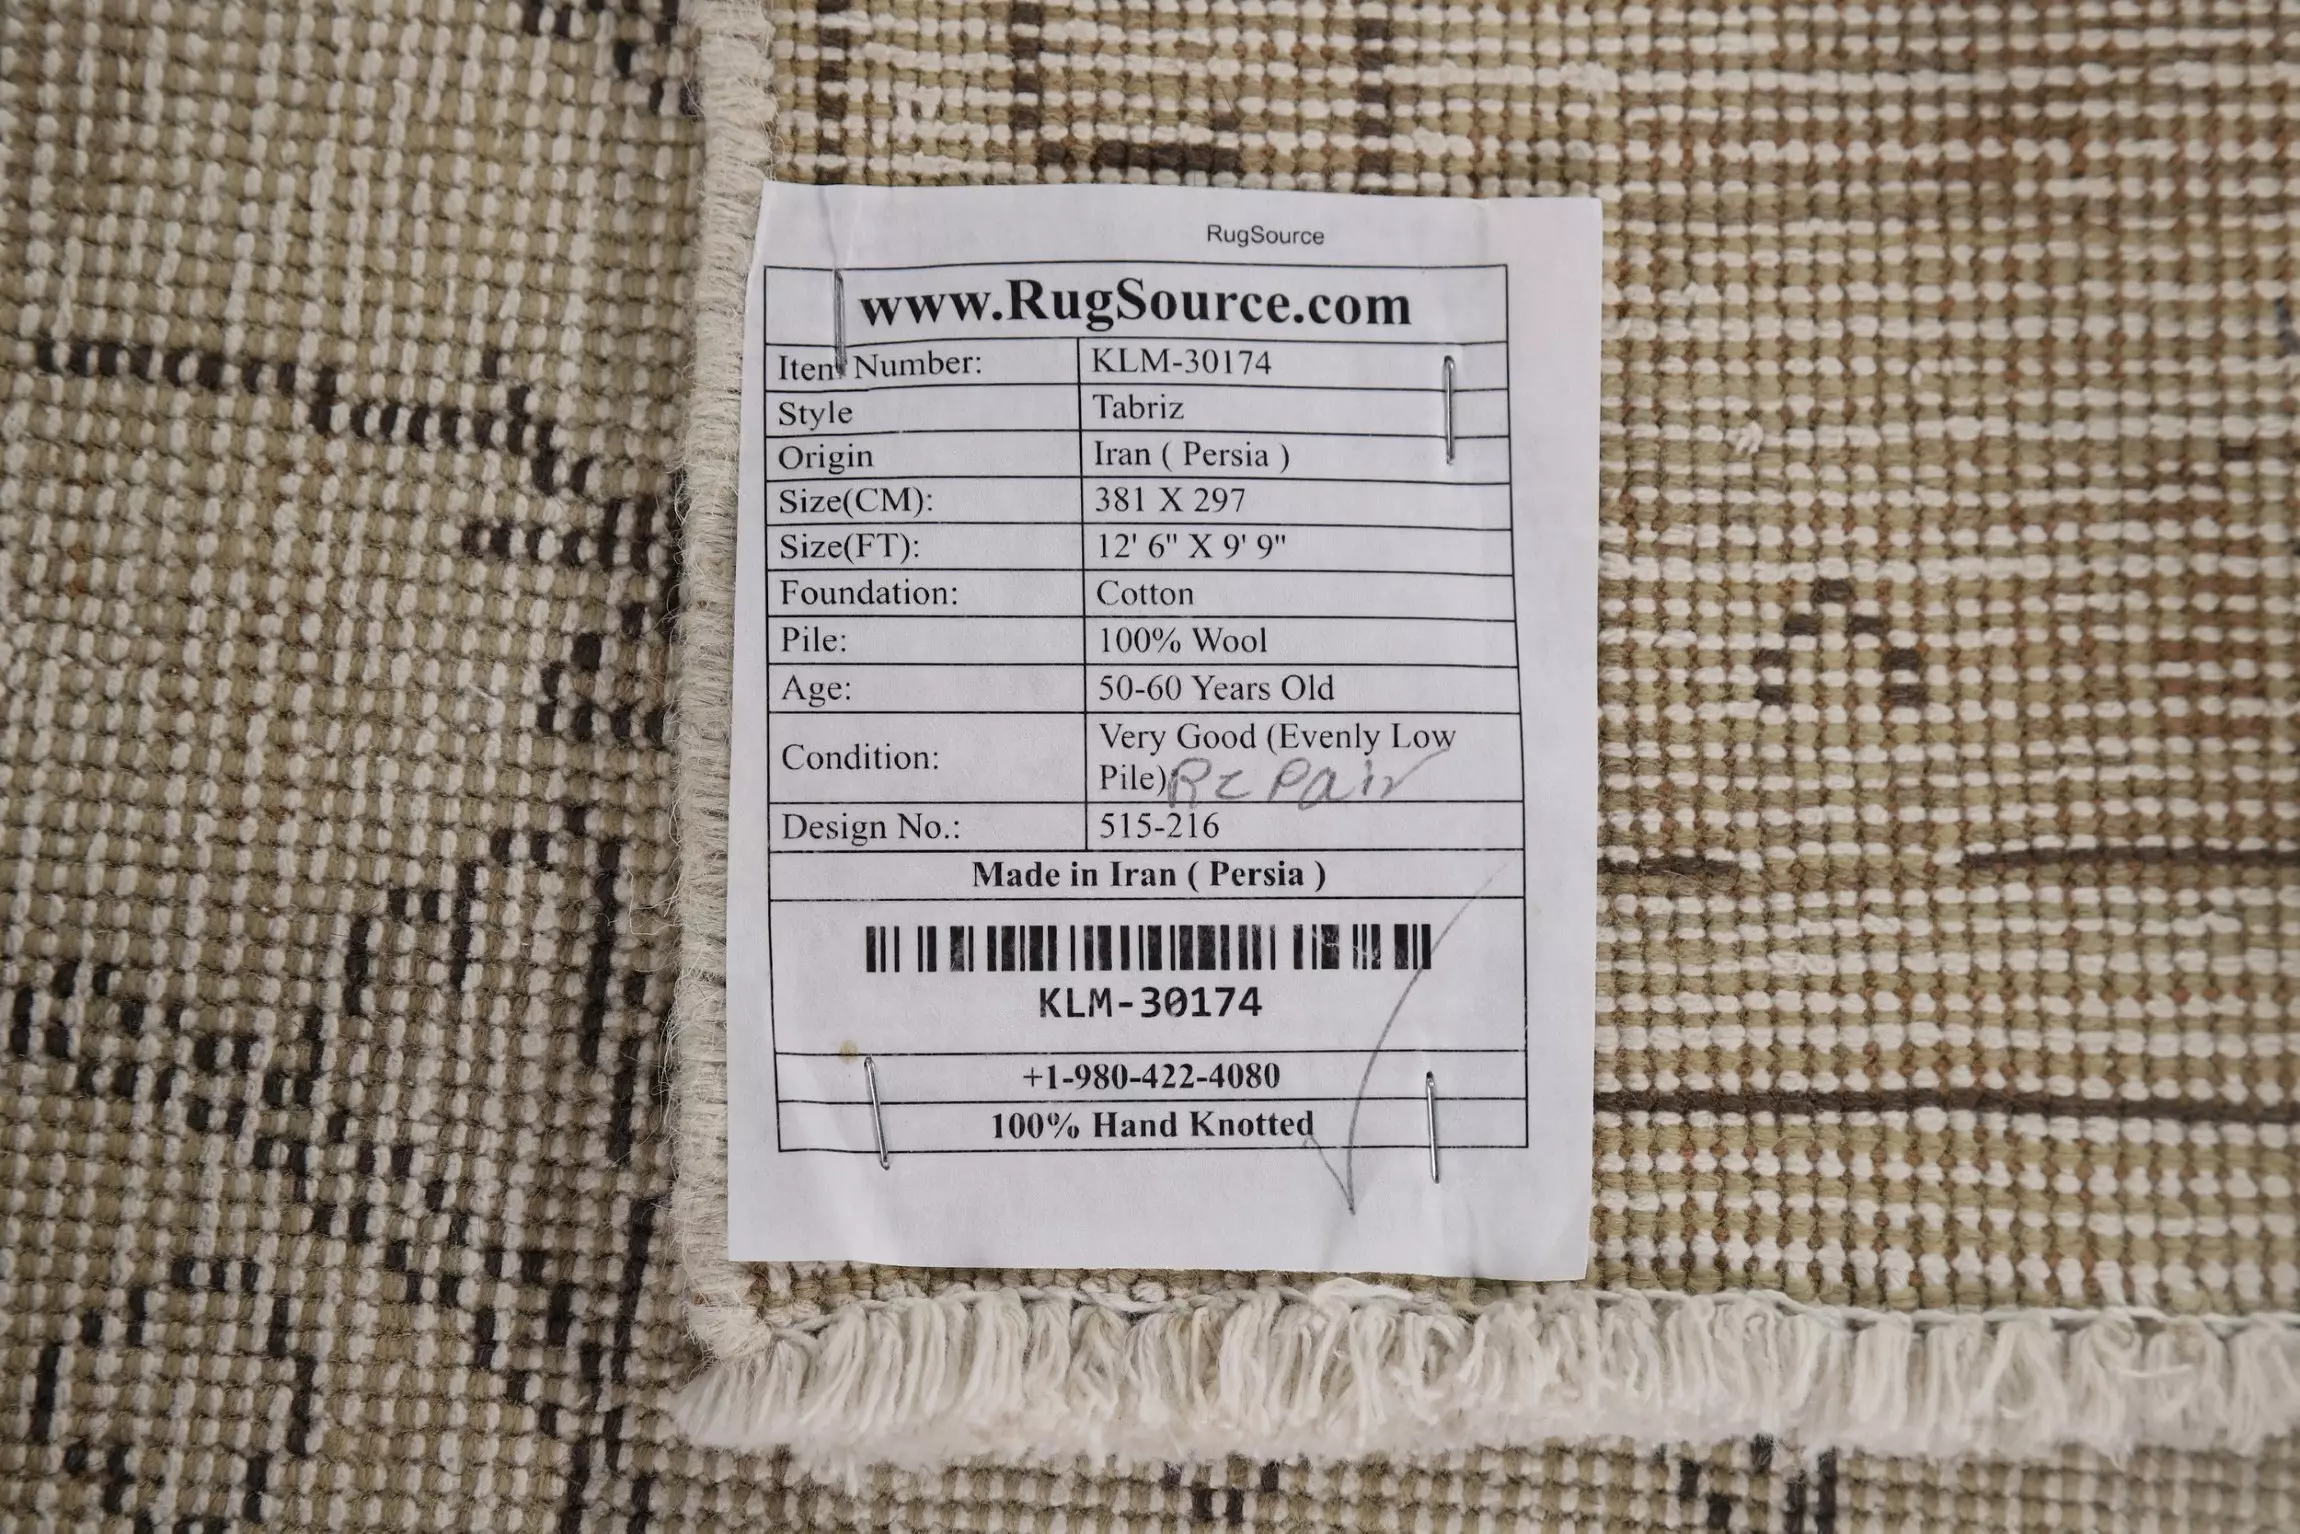 RugSource
www.RugSource.com
Item Number: KLM-30174
Style Tabriz
Origin Iran ( Persia )
Size(CM): 381 X 297
Size(FT): 12' 6" X 9' 9"
Foundation: Cotton
Pile: 100% Wool
Age: 50-60 Years Old
Condition: Very Good (Evenly Low
Pile) Repair
Design No.: 515-216
Made in Iran ( Persia )
KLM-30174
+1-980-422-4080
100% Hand Knotted